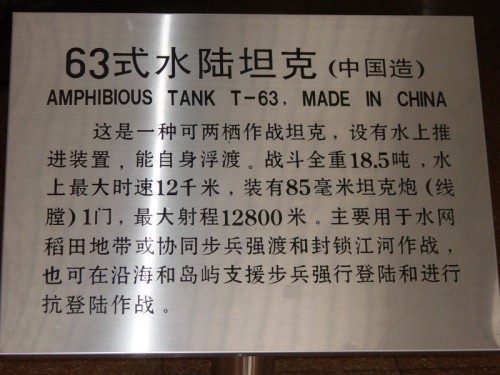 63式水陆坦克(中国造)
AMPHIBIOUS TANK T-63, MADE IN CHINA
这是一种可两栖作战坦克，设有水上推
进装置，能自身浮渡。战斗全重18.5吨，水
上最大时速12千米，装有85毫米坦克炮(线
膛)1门，最大射程12800米。主要用于水网
稻田地带或协同步兵强渡和封锁江河作战，
也可在沿海和岛屿支援步兵强行登陆和进行
抗登陆作战。